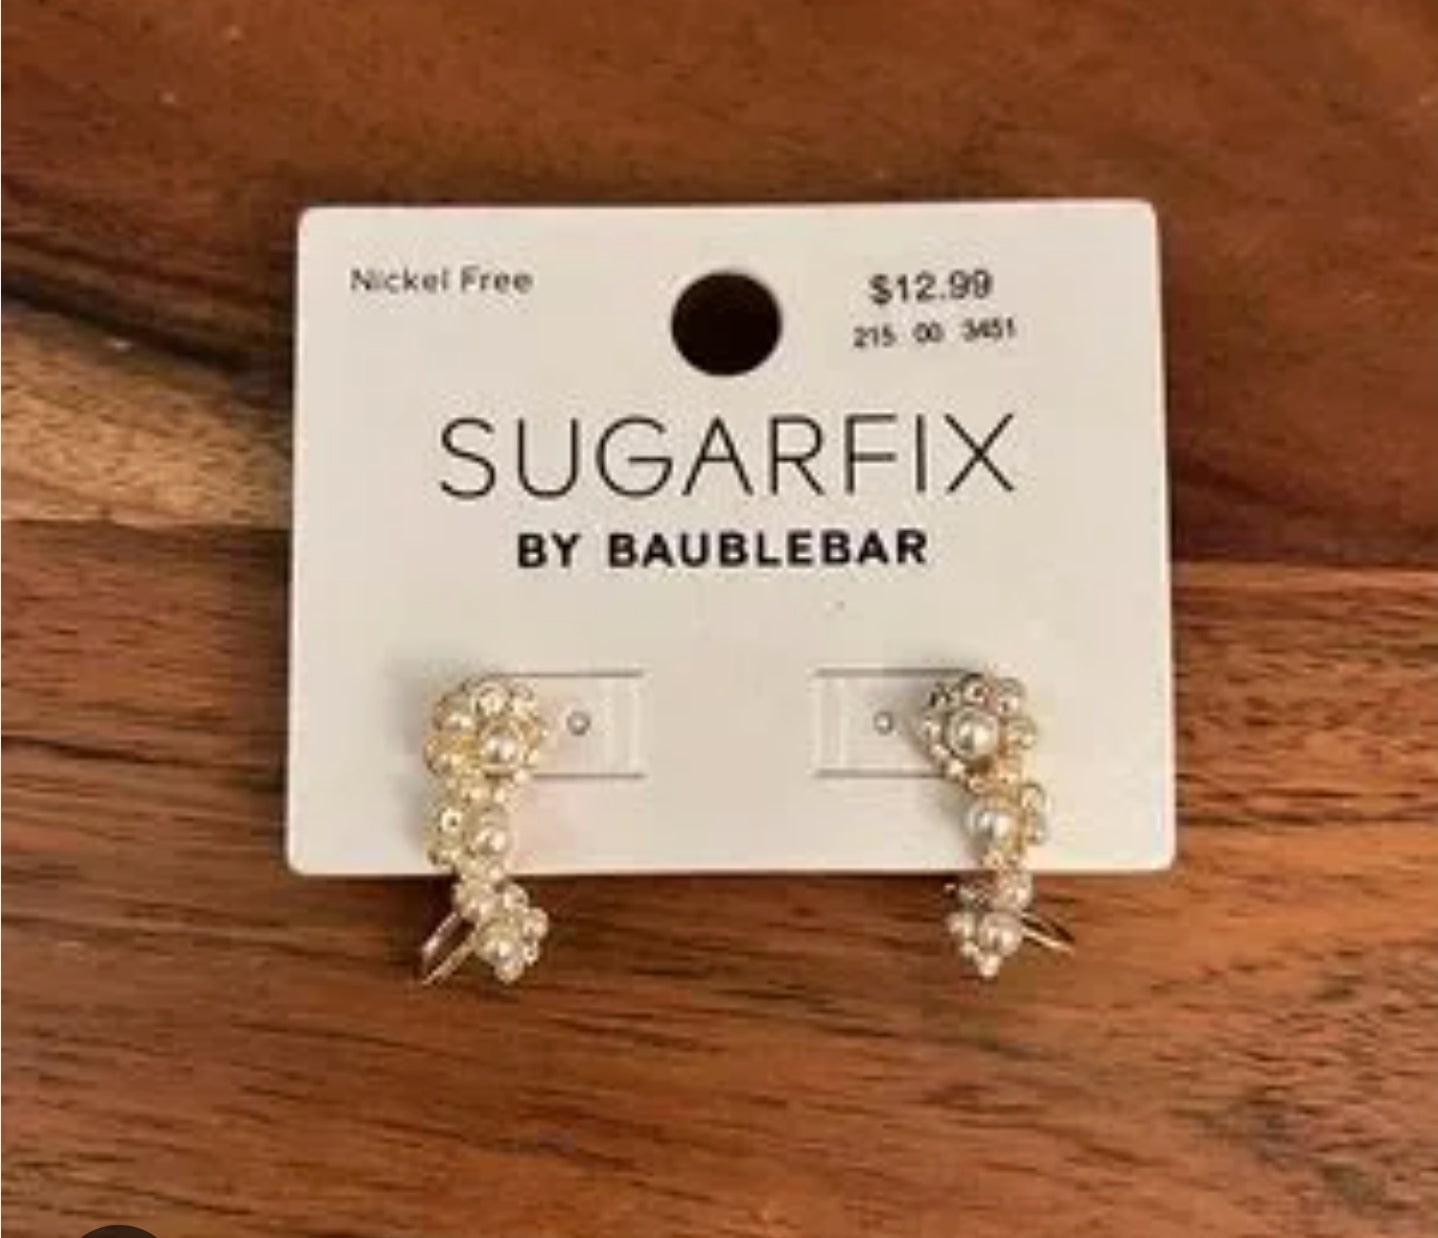 Nickel Free
$12.99
215 00 3451
SUGARFIX
BY BAUBLEBAR